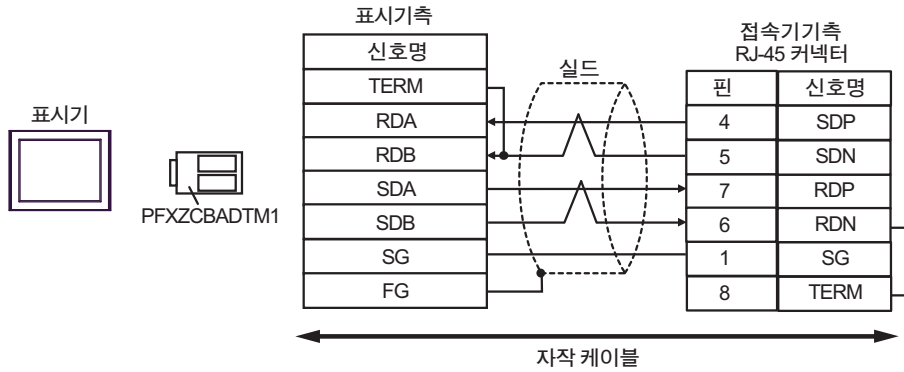 표시기측
접속기기측
RJ-45 커넥터
신호명
실드
핀 신호명
TERM
표시기
RDA
4 SDP
RDB
5 SDN
SDA
7 RDP
PFXZCBADTM1
SDB
6 RDN
SG
1 SG
FG
8 TERM
자작 케이블